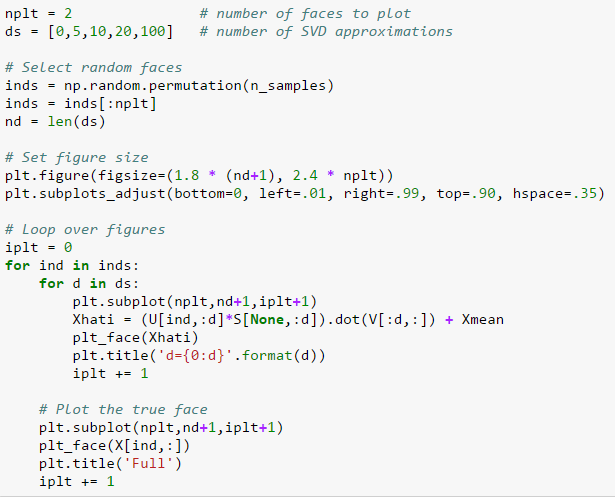 nplt = 2                # number of faces to plot
ds = [0,5,10,20,100]   # number of SVD approximations

# Select random faces
inds = np.random.permutation(n_samples)
inds = inds[:nplt]
nd = len(ds)

# Set figure size
plt.figure(figsize=(1.8 * (nd+1), 2.4 * nplt))
plt.subplots_adjust(bottom=0, left=.01, right=.99, top=.90, hspace=.35)

# Loop over figures
iplt = 0
for ind in inds:
    for d in ds:
        plt.subplot(nplt,nd+1,iplt+1)
        Xhati = (U[ind,:d]*S[None,:d]).dot(V[:d,:]) + Xmean
        plt_face(Xhati)
        plt.title('d={0:d}'.format(d))
        iplt += 1

    # Plot the true face
    plt.subplot(nplt,nd+1,iplt+1)
    plt_face(X[ind,:])
    plt.title('Full')
    iplt += 1